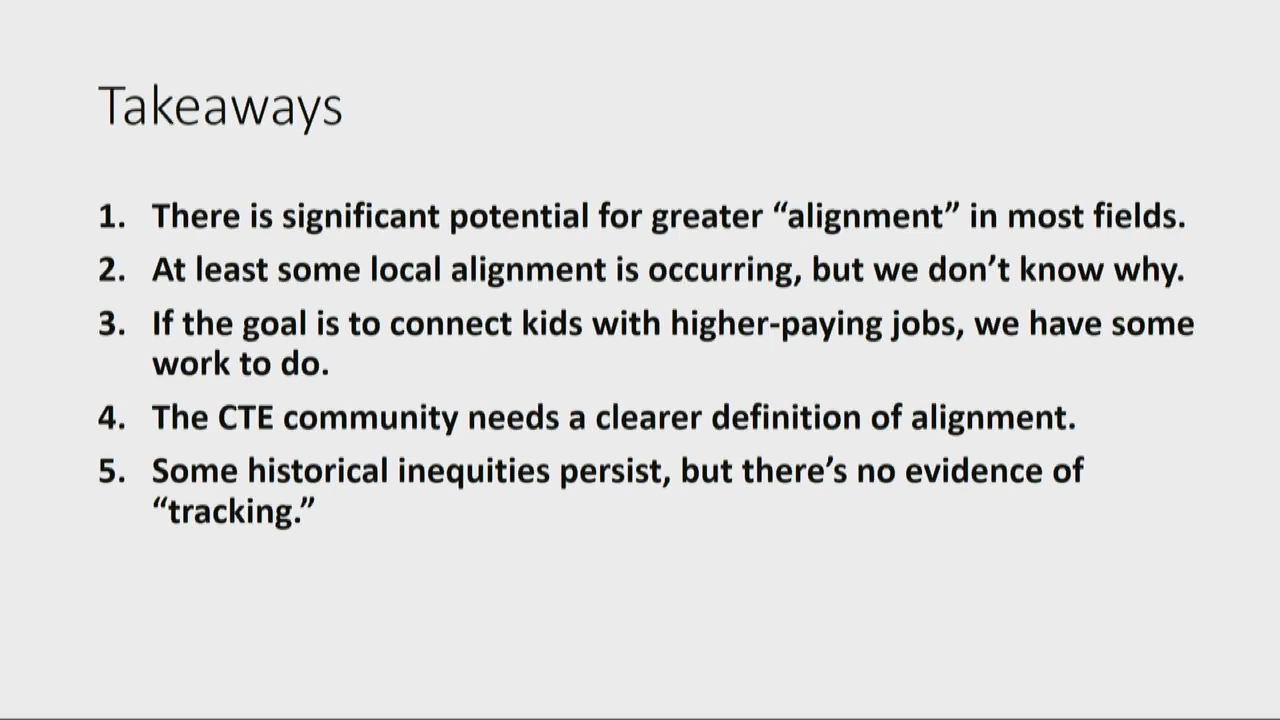 Takeaways
1. There is significant potential for greater “alignment” in most fields.
2. At least some local alignment is occurring, but we don’t know why.
3. If the goal is to connect kids with higher-paying jobs, we have some
work to do.
4. The CTE community needs a clearer definition of alignment.
5. Some historical inequities persist, but there’s no evidence of
“tracking.”